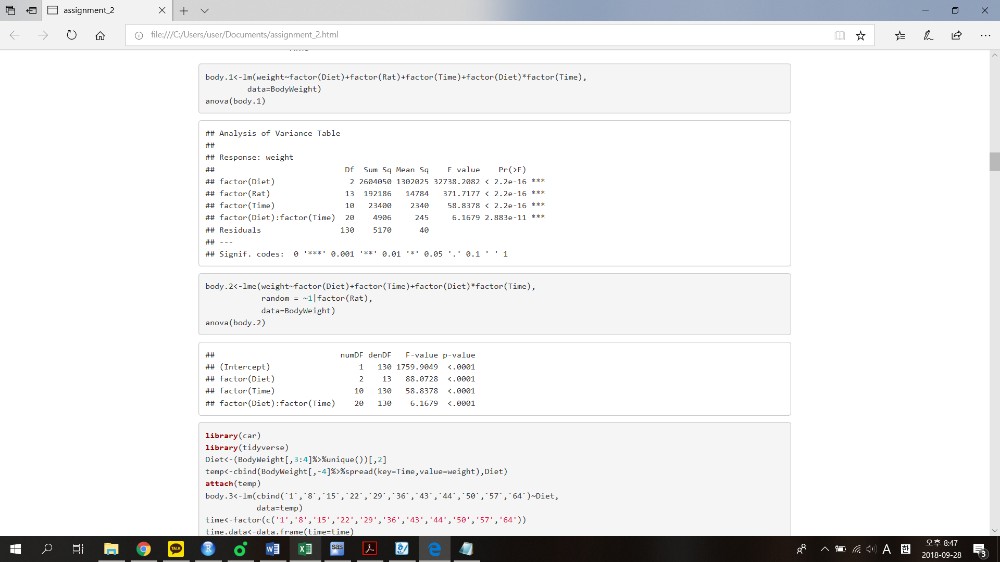 assignment_2
file:///C:/Users/user/Documents/assignment_2.html
body.1<-lm(weight~factor(Diet)+factor(Rat)+factor(Time)+factor(Diet)*factor(Time),
         data=BodyWeight)
anova(body.1)
## Analysis of Variance Table
##
## Response: weight
##                            Df  Sum Sq Mean Sq    F value    Pr(>F)
## factor(Diet)                2 2604050 1302025 32738.2082 < 2.2e-16 ***
## factor(Rat)                13  192186   14784   371.7177 < 2.2e-16 ***
## factor(Time)               10   23400    2340    58.8378 < 2.2e-16 ***
## factor(Diet):factor(Time)  20    4906     245     6.1679 2.883e-11 ***
## Residuals                 130    5170      40
## ---
## Signif. codes:  0 '***' 0.001 '**' 0.01 '*' 0.05 '.' 0.1 ' ' 1
body.2<-lme(weight~factor(Diet)+factor(Time)+factor(Diet)*factor(Time),
            random = ~1|factor(Rat),
            data=BodyWeight)
anova(body.2)
##                           numDF denDF   F-value p-value
## (Intercept)                   1   130 1759.9049  <.0001
## factor(Diet)                  2    13   88.0728  <.0001
## factor(Time)                 10   130   58.8378  <.0001
## factor(Diet):factor(Time)    20   130    6.1679  <.0001
library(car)
library(tidyverse)
Diet<-(BodyWeight[,3:4]%>%unique())[,2]
temp<-cbind(BodyWeight[,-4]%>%spread(key=Time,value=weight),Diet)
attach(temp)
body.3<-lm(cbind(`1`,`8`,`15`,`22`,`29`,`36`,`43`,`44`,`50`,`57`,`64`)~Diet,
           data=temp)
time<-factor(c('1','8','15','22','29','36','43','44','50','57','64'))
time.data<-data.frame(time=time)
TALK
R
W
X
sas
A
한
오후 8:47
2018-09-28
3